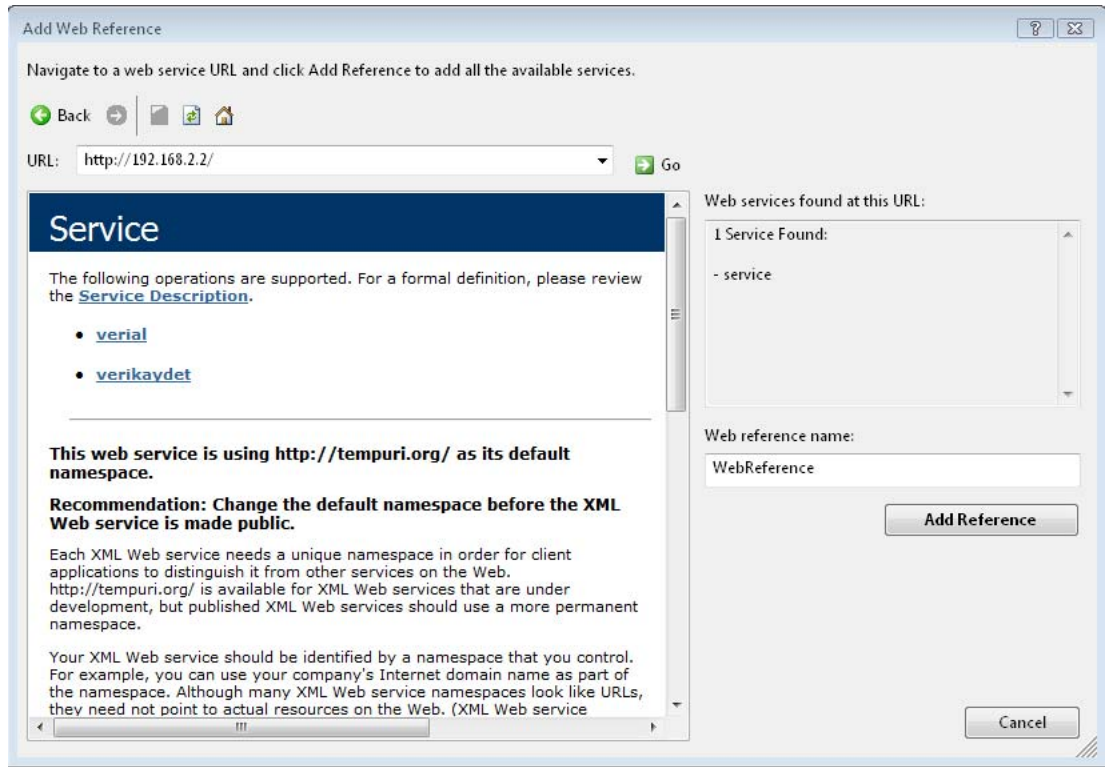 Add Web Reference
Navigate to a web service URL and click Add Reference to add all the available services.
Back
URL: http://192.168.2.2/ Go
Service
The following operations are supported. For a formal definition, please review
the Service Description.
• verial
• verikaydet
This web service is using http://tempuri.org/ as its default
namespace.
Recommendation: Change the default namespace before the XML
Web service is made public.
Each XML Web service needs a unique namespace in order for client
applications to distinguish it from other services on the Web.
http://tempuri.org/ is available for XML Web services that are under
development, but published XML Web services should use a more permanent
namespace.
Your XML Web service should be identified by a namespace that you control.
For example, you can use your company's Internet domain name as part of
the namespace. Although many XML Web service namespaces look like URLs,
they need not point to actual resources on the Web. (XML Web service
Web services found at this URL:
1 Service Found:
- service
Web reference name:
WebReference
Add Reference
Cancel